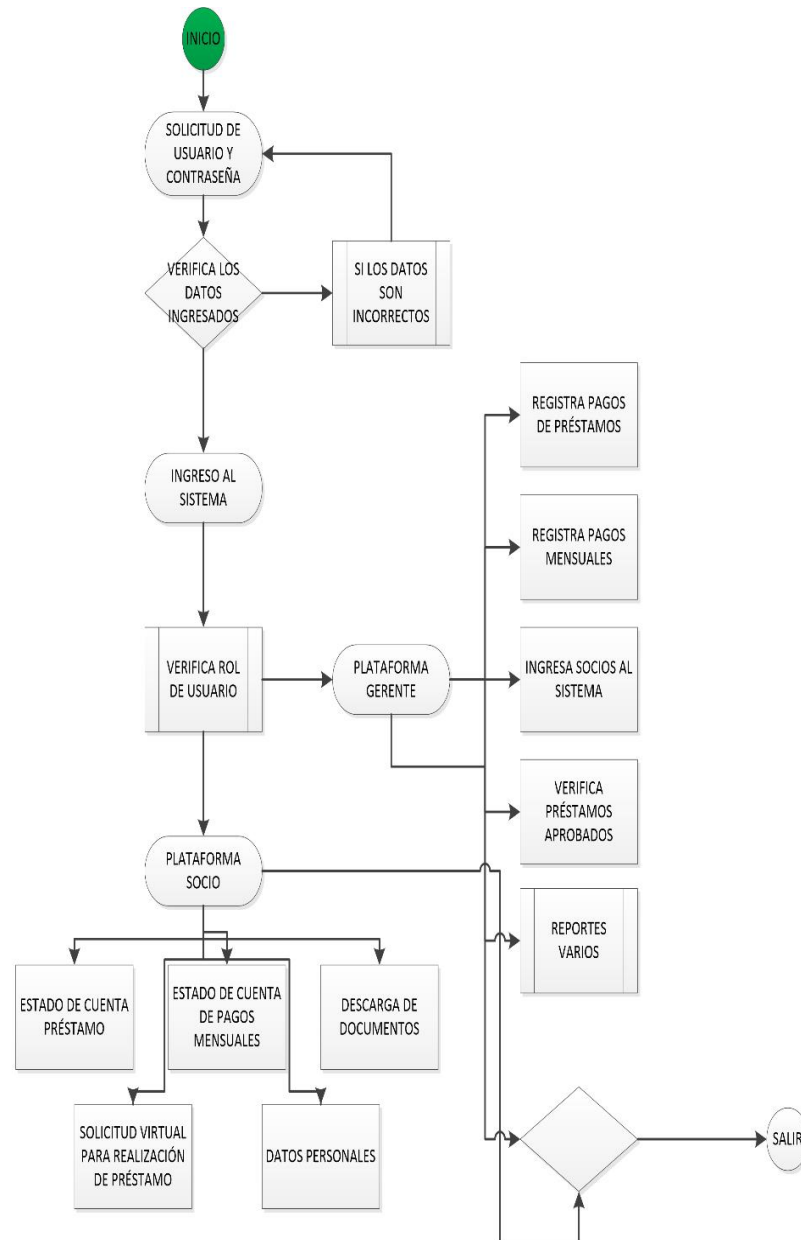 INICIO
SOLICITUD DE
USUARIO Y
CONTRASEÑA
VERIFICA LOS
DATOS
INGRESADOS
SI LOS DATOS
SON
INCORRECTOS
REGISTRA PAGOS
DE PRÉSTAMOS
INGRESO AL
SISTEMA
REGISTRA PAGOS
MENSUALES
VERIFICA ROL
DE USUARIO
PLATAFORMA
GERENTE
INGRESA SOCIOS AL
SISTEMA
VERIFICA
PRÉSTAMOS
APROBADOS
PLATAFORMA
SOCIO
REPORTES
VARIOS
ESTADO DE CUENTA
PRÉSTAMO
ESTADO DE CUENTA
DE PAGOS
MENSUALES
DESCARGA DE
DOCUMENTOS
SOLICITUD VIRTUAL
PARA REALIZACIÓN
DE PRÉSTAMO
DATOS PERSONALES
SALIR